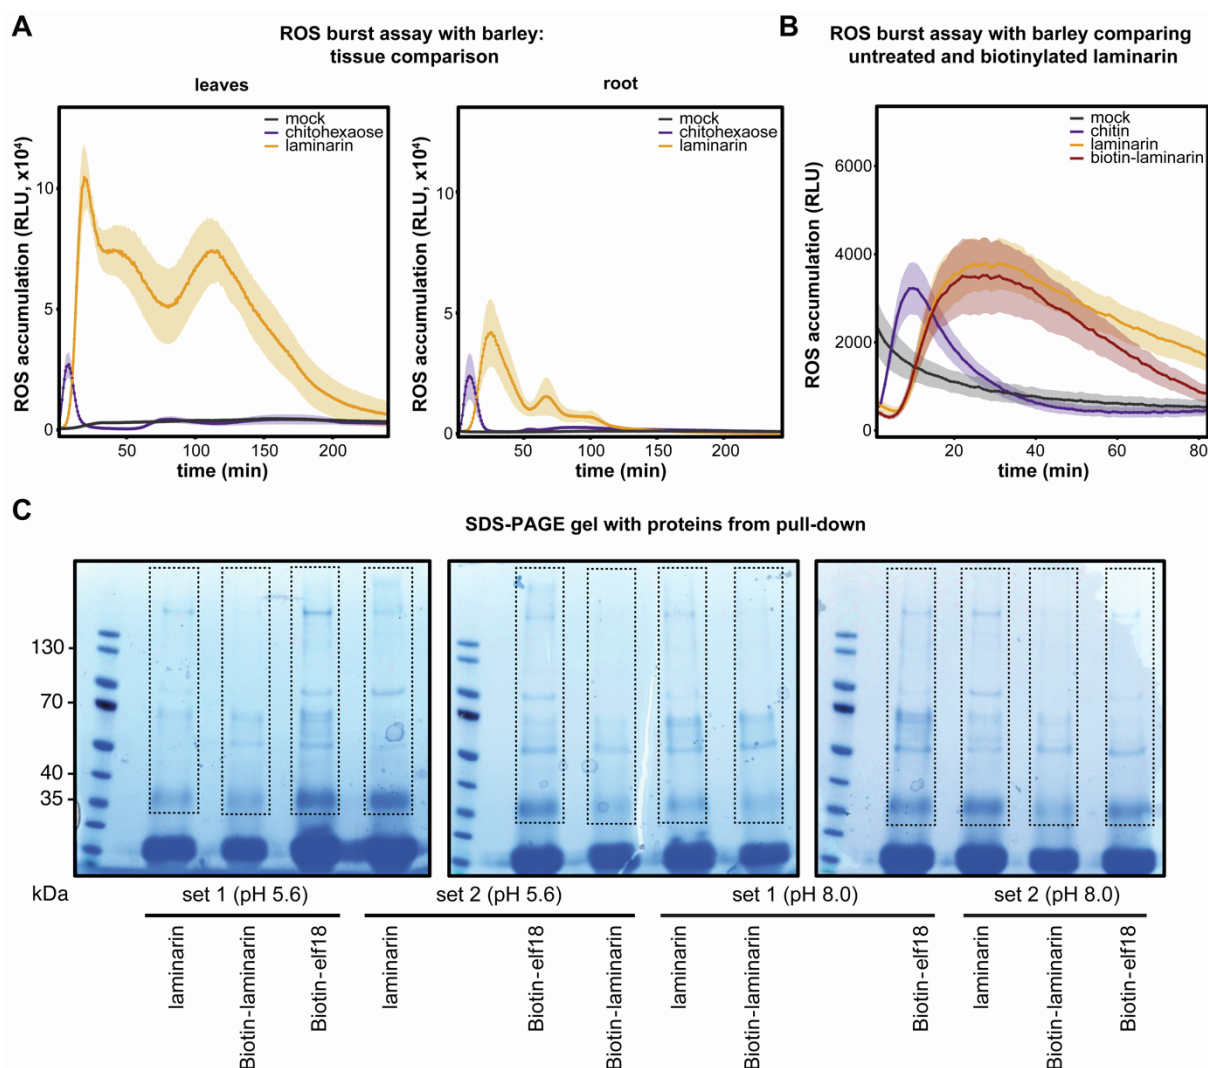 A
ROS burst assay with barley:
tissue comparison
leaves
root
mock
chitohexaose
laminarin
mock
chitohexaose
laminarin
ROS accumulation (RLU, x10⁴)
10
5
0
50
100
150
200
time (min)
ROS accumulation (RLU, x10⁴)
10
5
0
50
100
150
200
time (min)
B
ROS burst assay with barley comparing
untreated and biotinylated laminarin
mock
chitin
laminarin
biotin-laminarin
ROS accumulation (RLU)
6000
4000
2000
0
20
40
60
80
time (min)
C
SDS-PAGE gel with proteins from pull-down
130
70
40
35
kDa
set 1 (pH 5.6)
set 2 (pH 5.6)
set 1 (pH 8.0)
set 2 (pH 8.0)
laminarin
Biotin-laminarin
Biotin-elf18
laminarin
Biotin-elf18
Biotin-laminarin
laminarin
Biotin-laminarin
Biotin-elf18
laminarin
Biotin-laminarin
Biotin-elf18